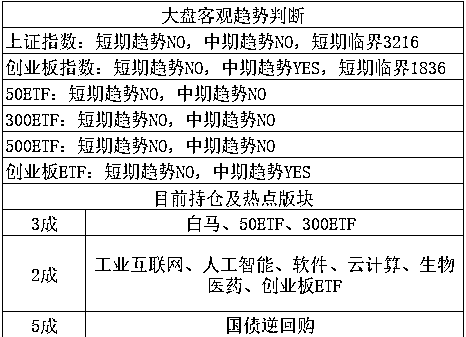 大盘客观趋势判断
上证指数：短期趋势NO，中期趋势NO，短期临界3216
创业板指数：短期趋势NO，中期趋势YES，短期临界1836
50ETF：短期趋势NO，中期趋势NO
300ETF：短期趋势NO，中期趋势NO
500ETF：短期趋势NO，中期趋势NO
创业板ETF：短期趋势NO，中期趋势YES
目前持仓及热点版块
3成 白马、50ETF、300ETF
2成 工业互联网、人工智能、软件、云计算、生物
医药、创业板ETF
5成 国债逆回购